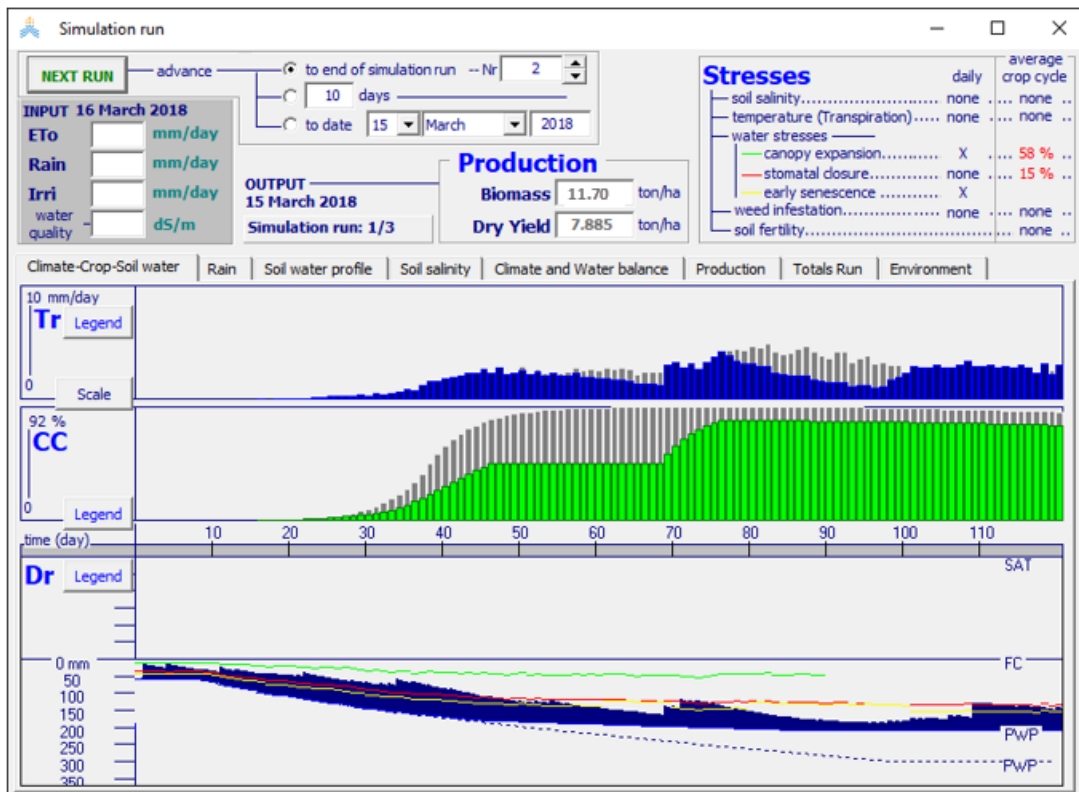 Simulation run
NEXT RUN
advance
to end of simulation run -- Nr 2
10 days
to date 15 March 2018
INPUT 16 March 2018
ETo mm/day
Rain mm/day
Irri mm/day
water quality dS/m
OUTPUT
15 March 2018
Simulation run: 1/3
Production
Biomass 11.70 ton/ha
Dry Yield 7.885 ton/ha
Stresses daily average crop cycle
soil salinity.................... none .... none ..
temperature (Transpiration)..... none .... none ..
water stresses
canopy expansion................. X .... 58 % ..
stomatal closure................. none .... 15 % ..
early senescence................. X
weed infestation..................... none .... none ..
soil fertility.................................... none ..
Climate-Crop-Soil water Rain Soil water profile Soil salinity Climate and Water balance Production Totals Run Environment
10 mm/day
Tr Legend
0
Scale
92 %
CC
0
Legend
time (day) 10 20 30 40 50 60 70 80 90 100 110
Dr Legend
SAT
0 mm FC
50
100
150
200 PWP
250
300 PWP
350